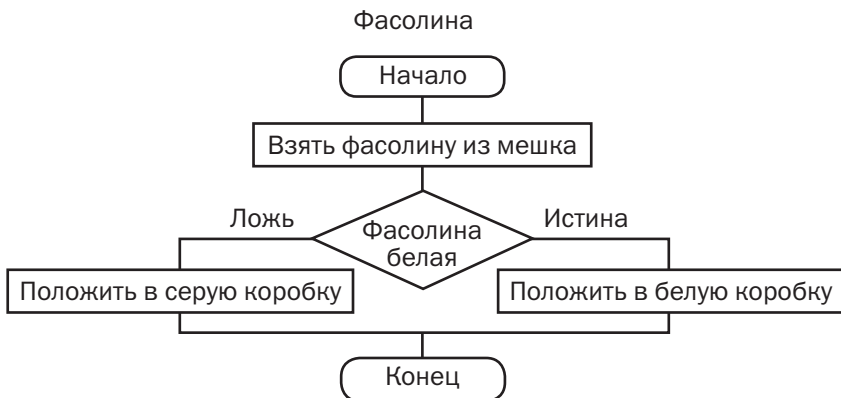 Фасолина
Начало
Взять фасолину из мешка
Ложь
Истина
Фасолина
белая
Положить в серую коробку
Положить в белую коробку
Конец